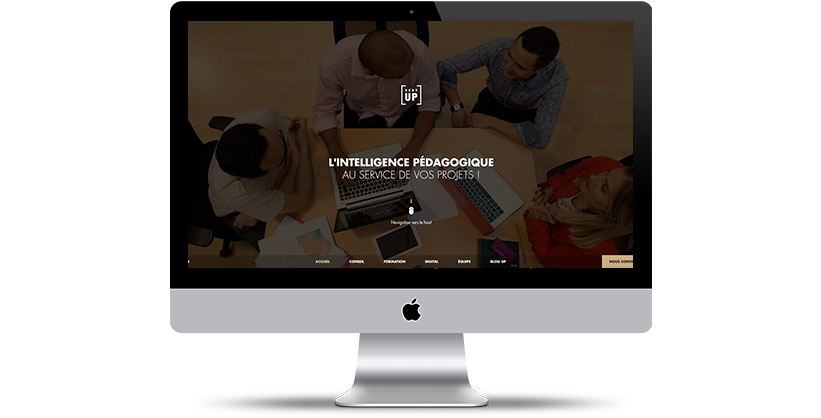 UP
L'INTELLIGENCE PÉDAGOGIQUE
AU SERVICE DE VOS PROJETS !
Navigation vers le haut
ACCUEIL CONSEIL FORMATION DIGITAL ÉQUIPE BLOG UP NOUS CONTA